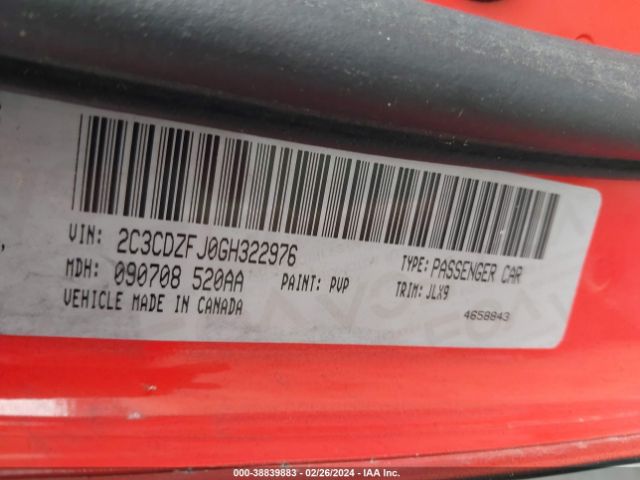 VIN: 2C3CDZFJ0GH322976
TYPE: PASSENGER CAR
MDH: 090708 520AA
PAINT: PVP
TRIM: JLX9
VEHICLE MADE IN CANADA
4658843
000-38839883 | 02/26/2024 | IAA Inc.